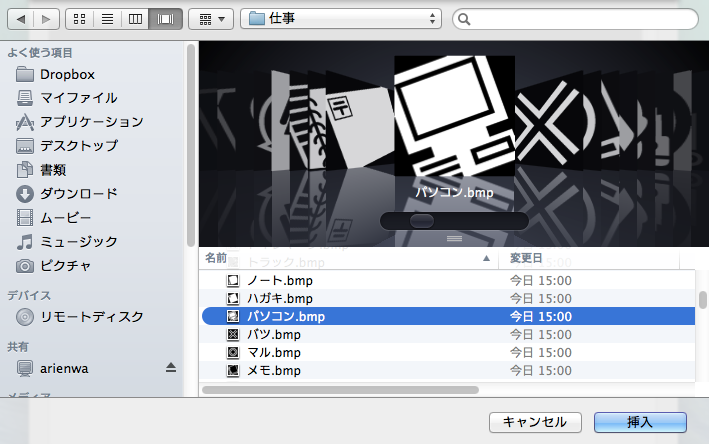 仕事
よく使う項目
Dropbox
マイファイル
アプリケーション
デスクトップ
書類
ダウンロード
ムービー
ミュージック
ピクチャ
デバイス
リモートディスク
共有
arienwa
メディア
〒
パソコン.bmp
名前 変更日
トラック.bmp
ノート.bmp 今日 15:00
ハガキ.bmp 今日 15:00
パソコン.bmp 今日 15:00
バツ.bmp 今日 15:00
マル.bmp 今日 15:00
メモ.bmp 今日 15:00
キャンセル 挿入